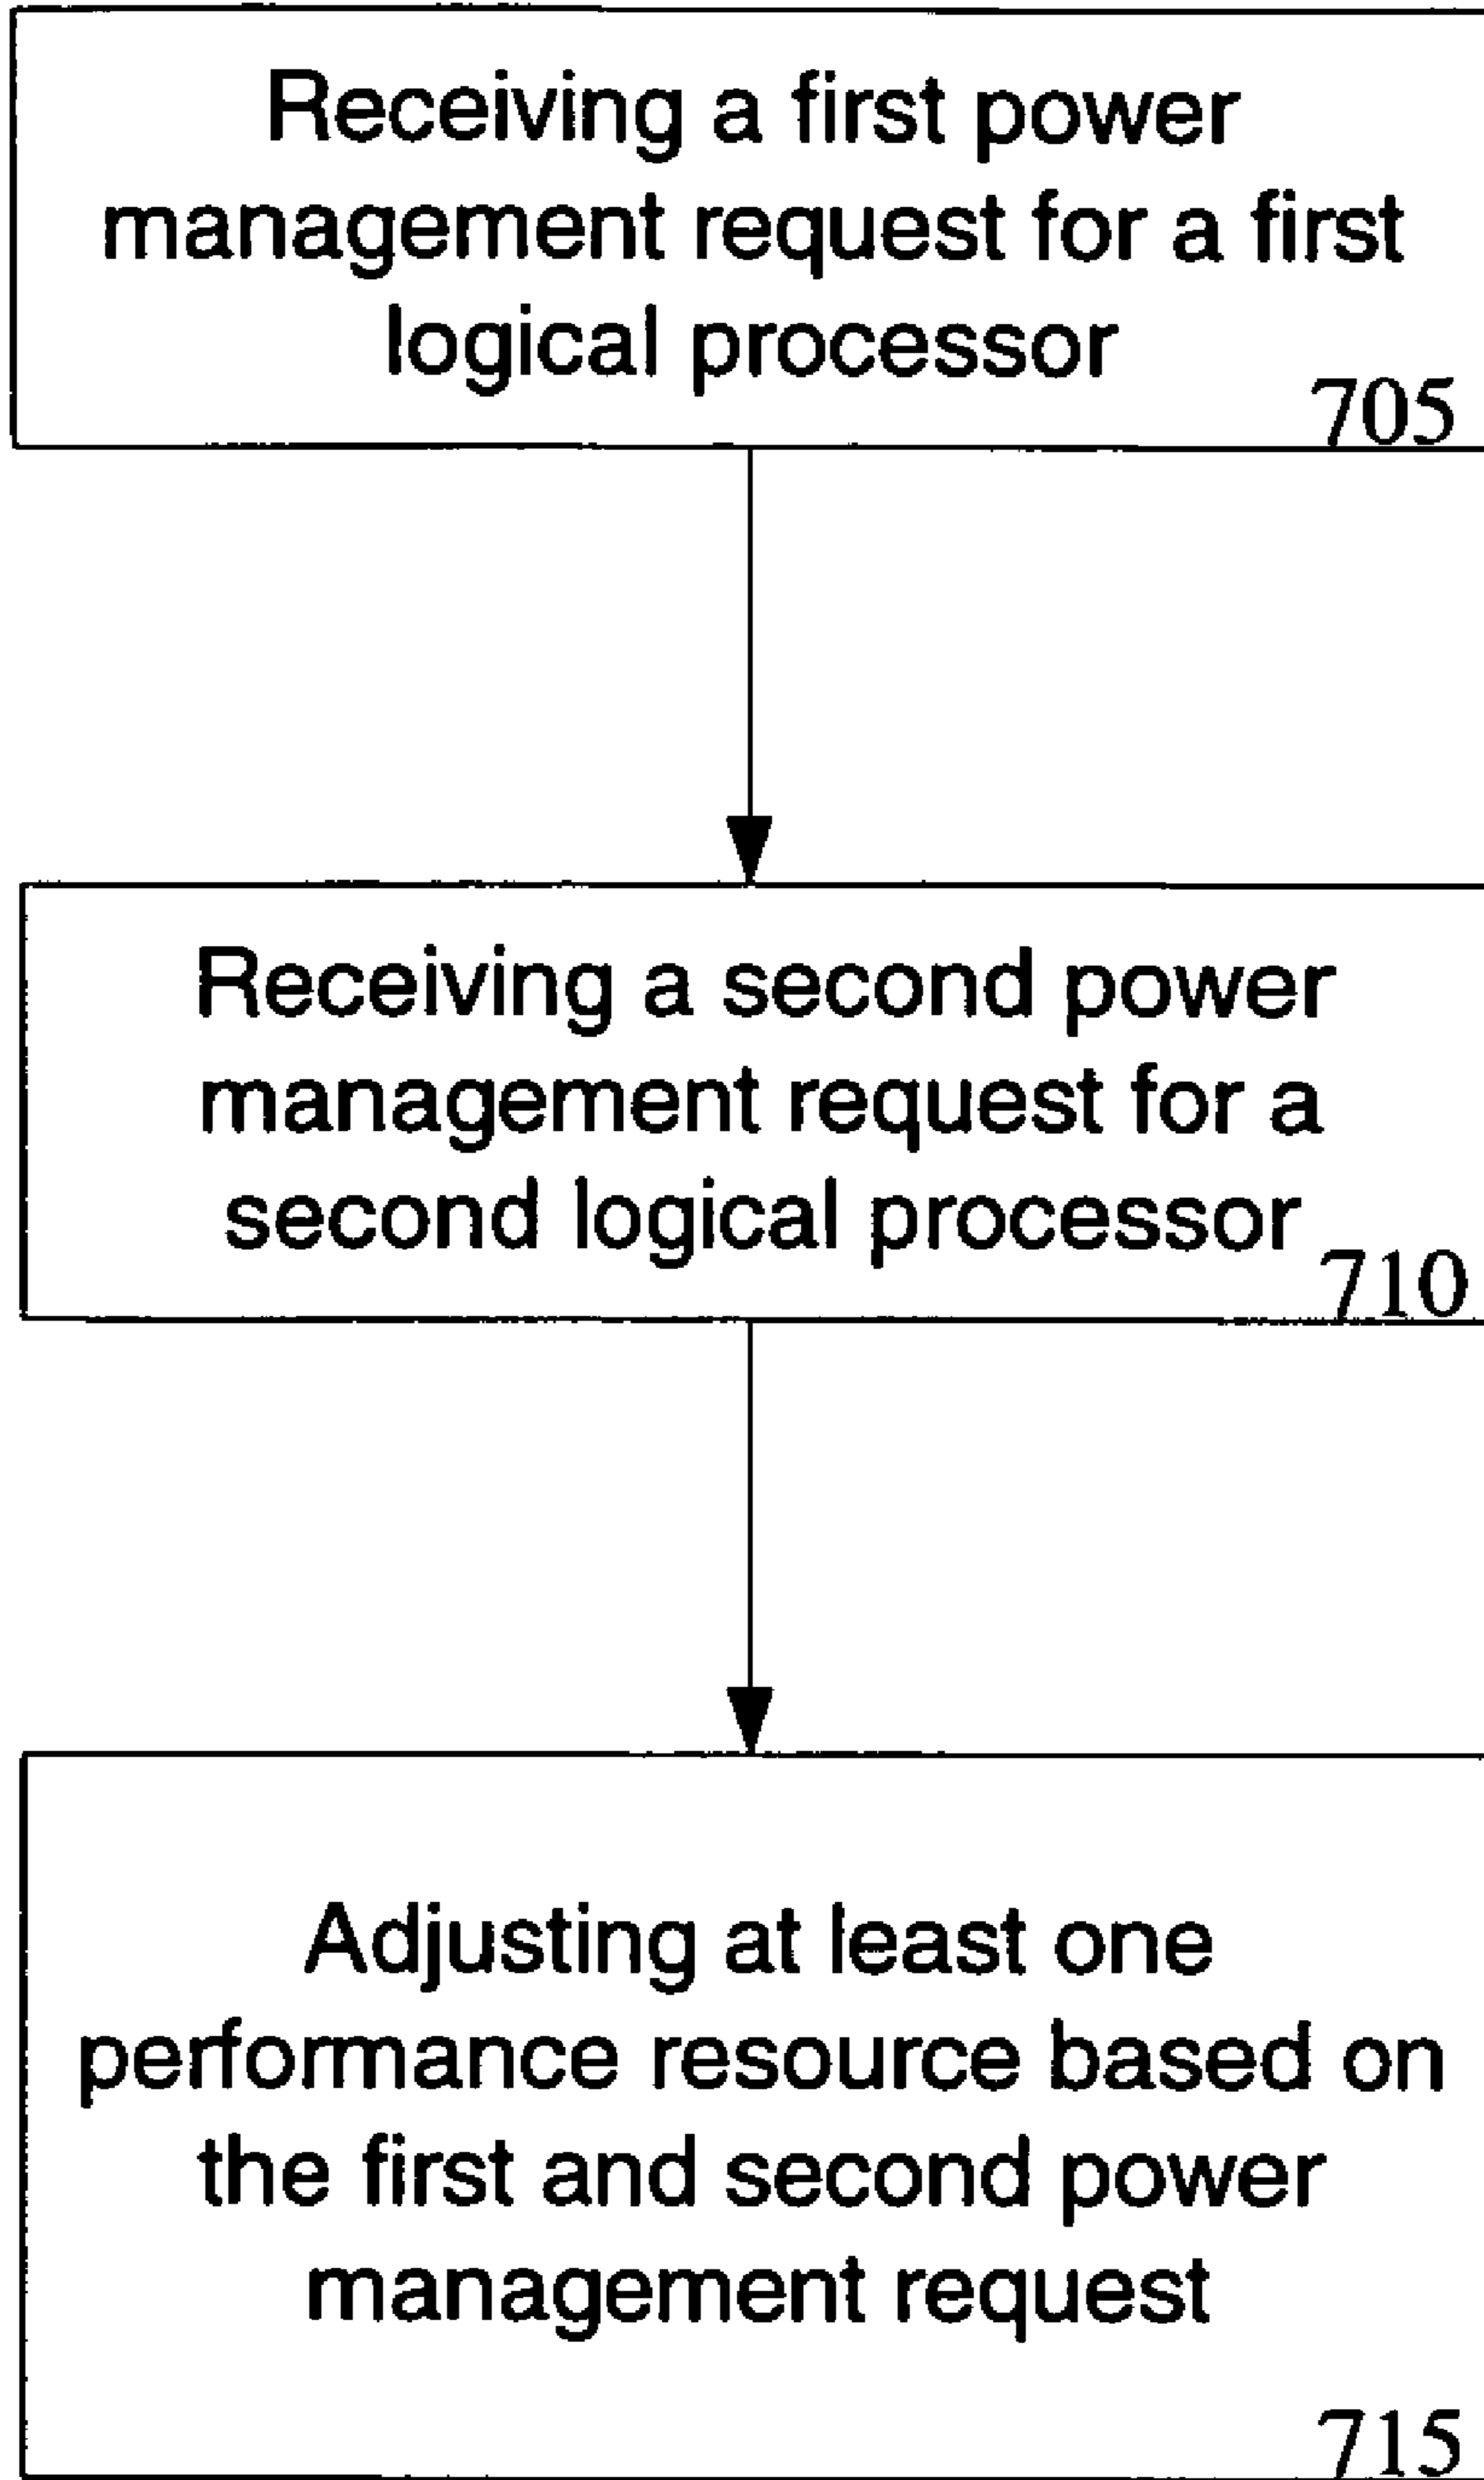 Receiving a first power
management request for a first
logical processor
705
Receiving a second power
management request for a
second logical processor
710
Adjusting at least one
performance resource based on
the first and second power
management request
715